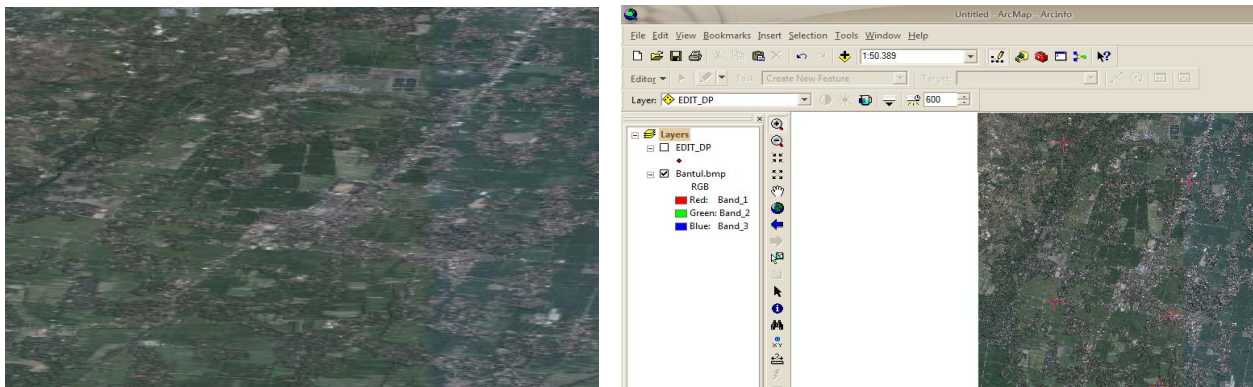 Untitled - ArcMap - ArcInfo
File Edit View Bookmarks Insert Selection Tools Window Help
1:50.389
Editor Task: Create New Feature Target:
Layer: EDIT_DP 600
Layers
EDIT_DP
Bantul.bmp
RGB
Red: Band_1
Green: Band_2
Blue: Band_3
XY